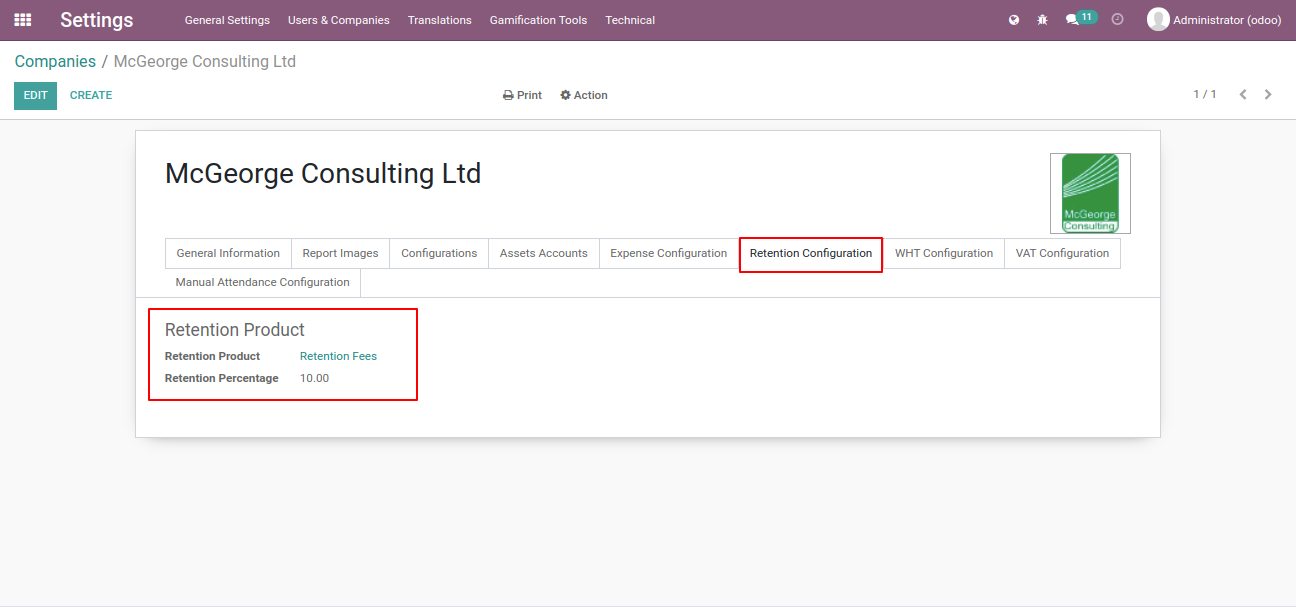 Settings General Settings Users & Companies Translations Gamification Tools Technical 11 Administrator (odoo)
Companies / McGeorge Consulting Ltd
EDIT CREATE Print Action 1 / 1
McGeorge Consulting Ltd
McGeorge
Consulting
General Information Report Images Configurations Assets Accounts Expense Configuration Retention Configuration WHT Configuration VAT Configuration
Manual Attendance Configuration
Retention Product
Retention Product Retention Fees
Retention Percentage 10.00